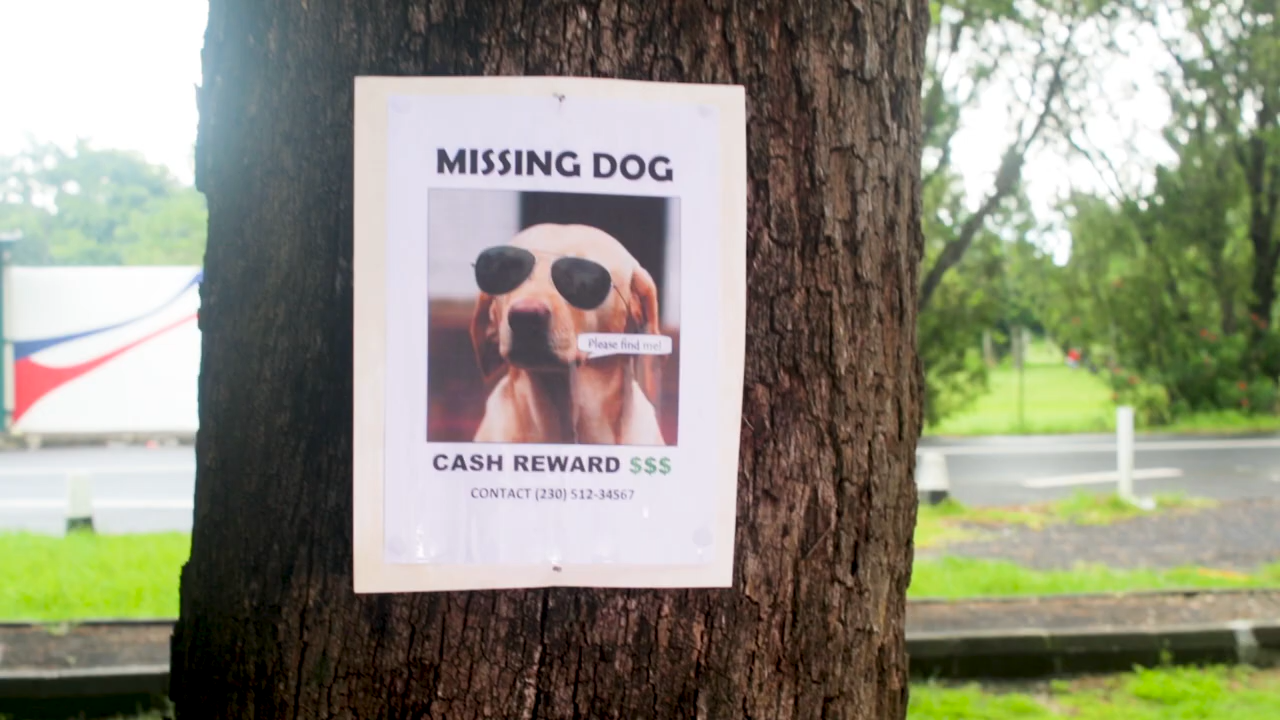 MISSING DOG
Please find me!
CASH REWARD $$$
CONTACT (230) 512-34567